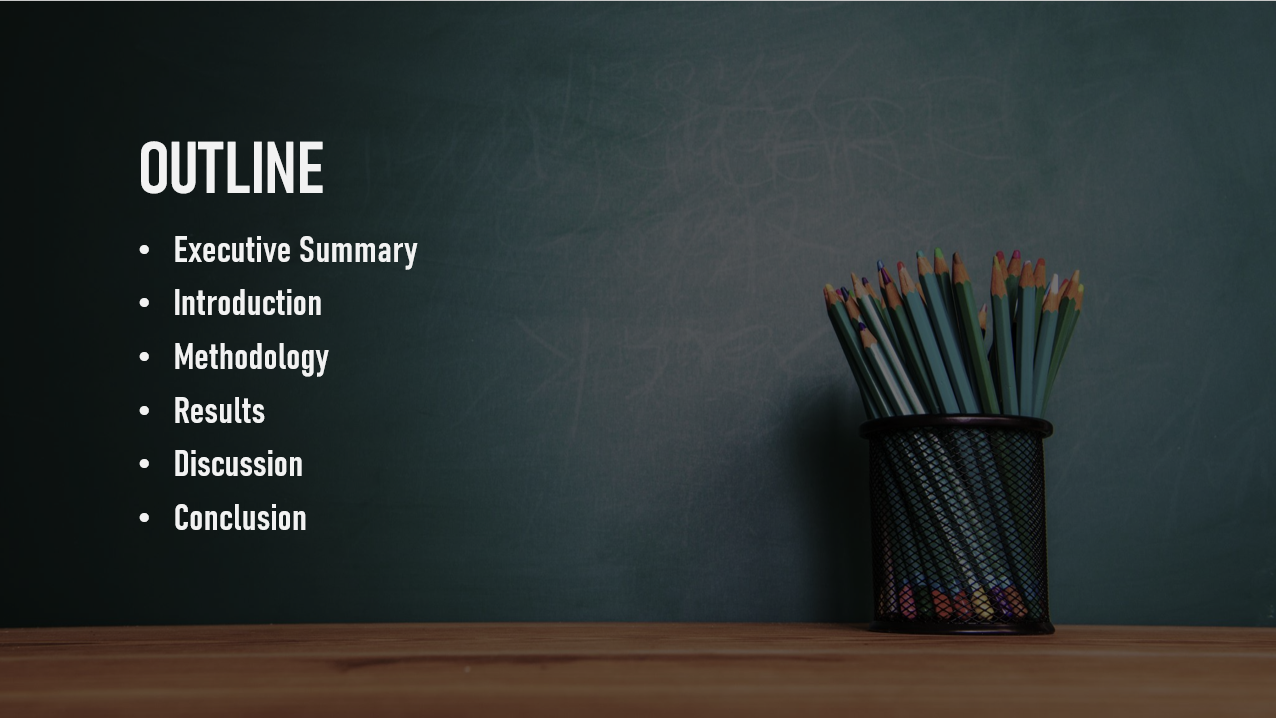 OUTLINE
• Executive Summary
• Introduction
• Methodology
• Results
• Discussion
• Conclusion